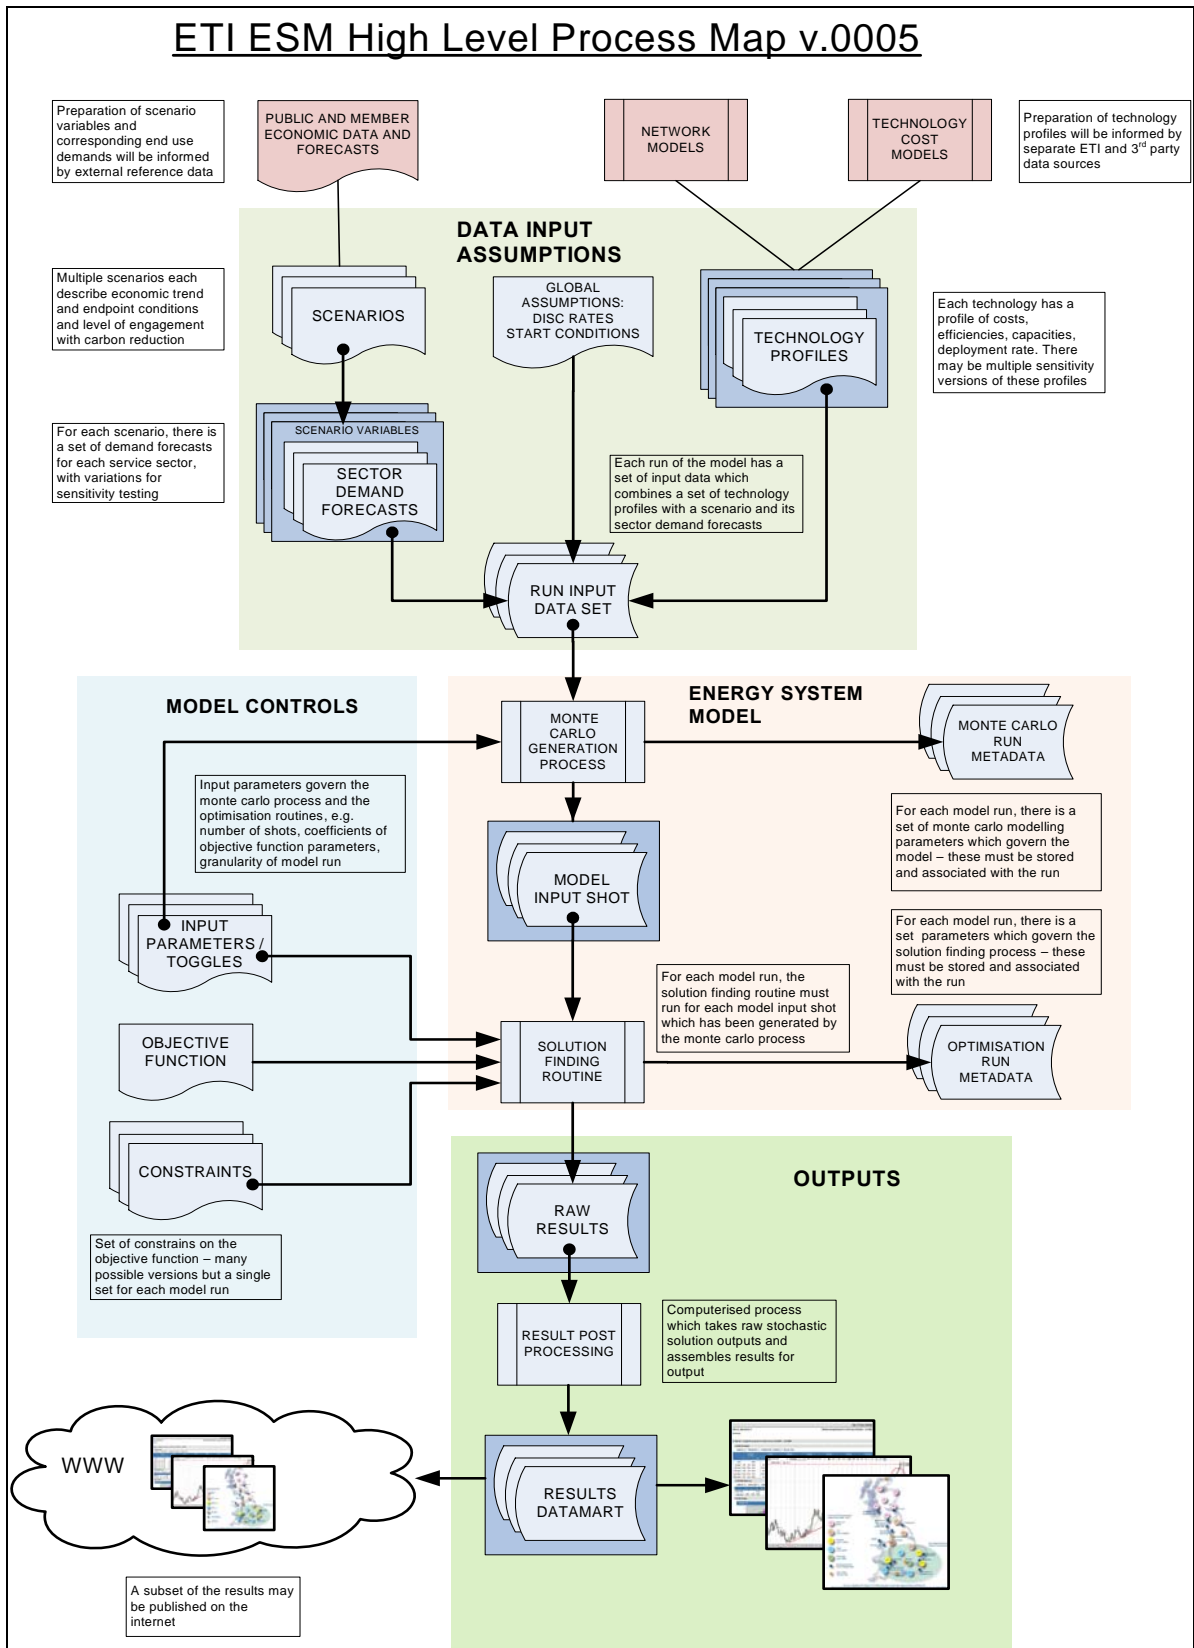 ETI ESM High Level Process Map v.0005
Preparation of scenario
variables and
corresponding end use
demands will be informed
by external reference data
PUBLIC AND MEMBER
ECONOMIC DATA AND
FORECASTS
NETWORK
MODELS
TECHNOLOGY
COST
MODELS
Preparation of technology
profiles will be informed by
separate ETI and 3rd party
data sources
DATA INPUT
ASSUMPTIONS
Multiple scenarios each
describe economic trend
and endpoint conditions
and level of engagement
with carbon reduction
SCENARIOS
GLOBAL
ASSUMPTIONS:
DISC RATES
START CONDITIONS
TECHNOLOGY
PROFILES
Each technology has a
profile of costs,
efficiencies, capacities,
deployment rate. There
may be multiple sensitivity
versions of these profiles
For each scenario, there is
a set of demand forecasts
for each service sector,
with variations for
sensitivity testing
SCENARIO VARIABLES
SECTOR
DEMAND
FORECASTS
Each run of the model has a
set of input data which
combines a set of technology
profiles with a scenario and its
sector demand forecasts
RUN INPUT
DATA SET
MODEL CONTROLS
ENERGY SYSTEM
MODEL
MONTE
CARLO
GENERATION
PROCESS
MONTE CARLO
RUN
METADATA
Input parameters govern the
monte carlo process and the
optimisation routines, e.g.
number of shots, coefficients of
objective function parameters,
granularity of model run
For each model run, there is a
set of monte carlo modelling
parameters which govern the
model – these must be stored
and associated with the run
MODEL
INPUT SHOT
INPUT
PARAMETERS /
TOGGLES
For each model run, there is a
set parameters which govern the
solution finding process – these
must be stored and associated
with the run
For each model run, the
solution finding routine must
run for each model input shot
which has been generated by
the monte carlo process
OBJECTIVE
FUNCTION
SOLUTION
FINDING
ROUTINE
OPTIMISATION
RUN
METADATA
CONSTRAINTS
OUTPUTS
RAW
RESULTS
Set of constrains on the
objective function – many
possible versions but a single
set for each model run
RESULT POST
PROCESSING
Computerised process
which takes raw stochastic
solution outputs and
assembles results for
output
WWW
RESULTS
DATAMART
A subset of the results may
be published on the
internet